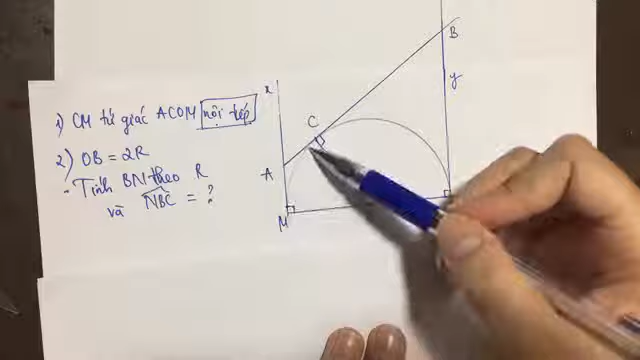 1) CM tứ giác ACOM nội tiếp
2) OB = 2R
- Tính BN theo R
và NBC = ?
x
A
M
C
B
y